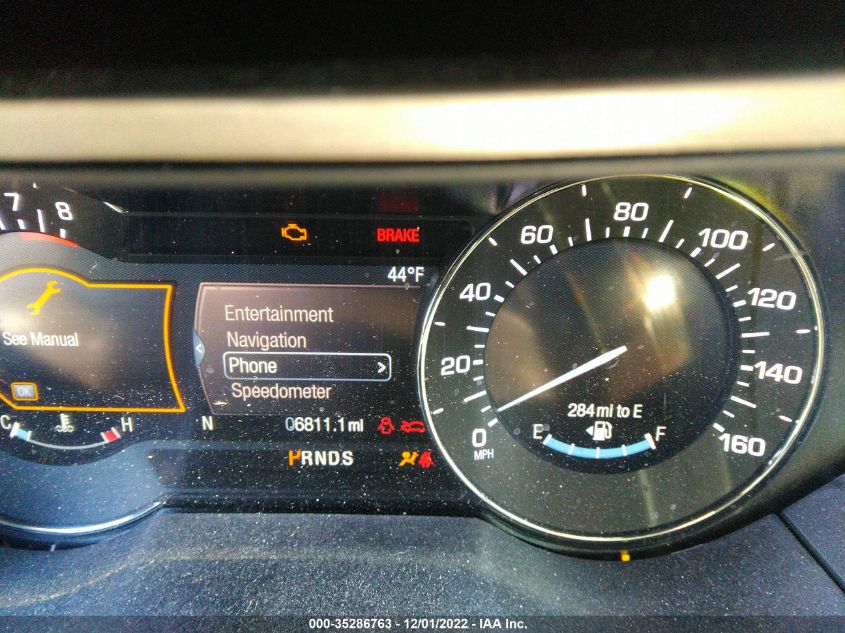 7
8
BRAKE
44°F
See Manual
OK
Entertainment
Navigation
Phone >
Speedometer
C H
N
06811.1 mi
PRNDS
0
20
40
60
80
100
120
140
160
MPH
284 mi to E
E F
000-35286763 - 12/01/2022 - IAA Inc.